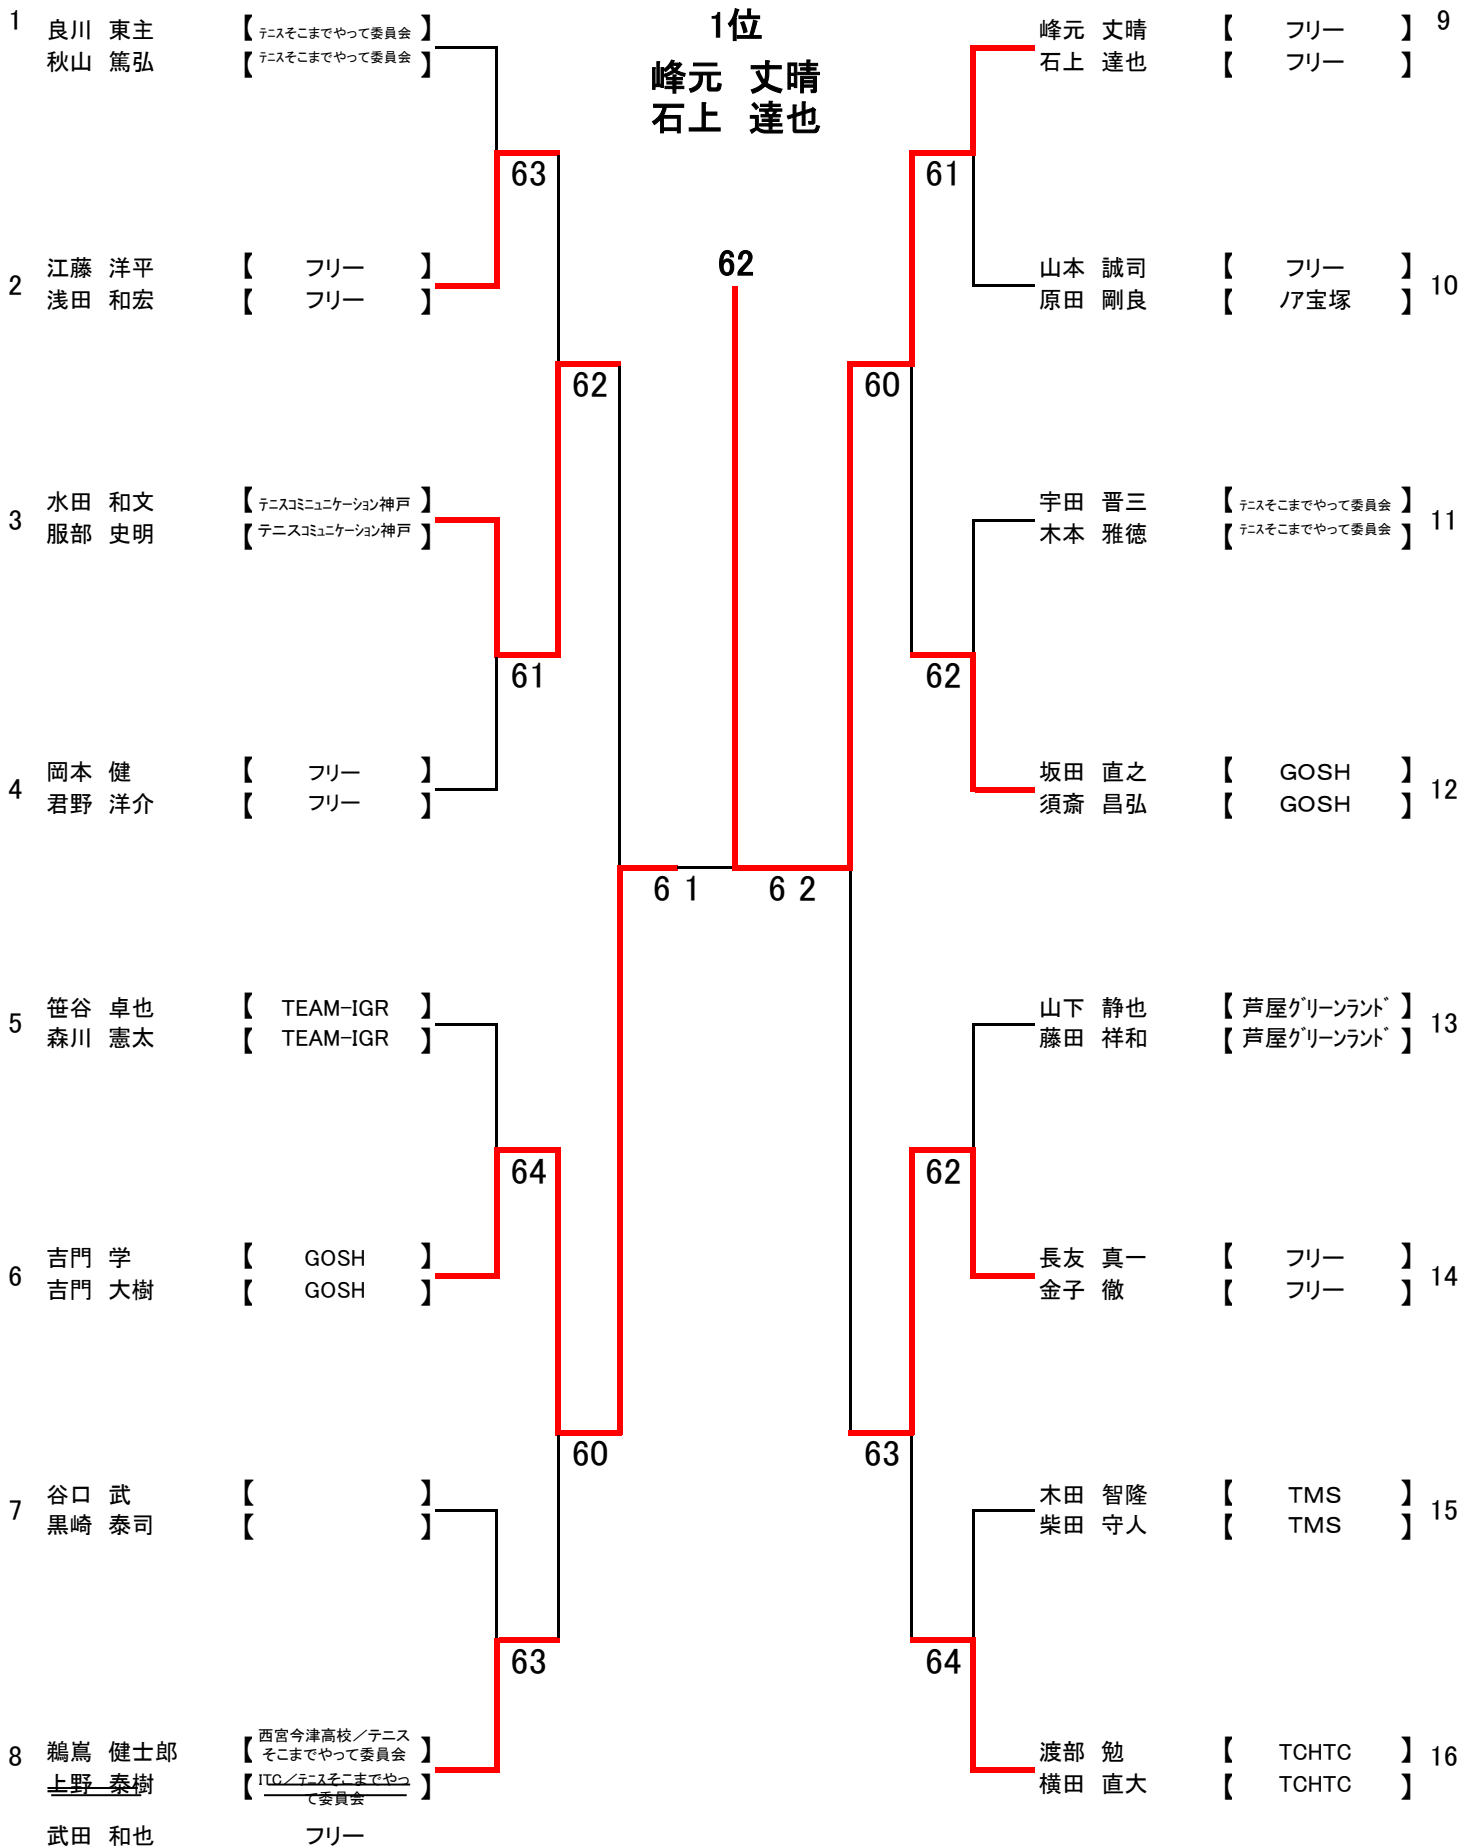 1位
峰元 丈晴
石上 達也
1
良川 東主 【 テニスそこまでやって委員会 】
秋山 篤弘 【 テニスそこまでやって委員会 】
63
2
江藤 洋平 【 フリー 】
浅田 和宏 【 フリー 】
62
3
水田 和文 【 テニスコミニュニケーション神戸 】
服部 史明 【 テニスコミュニケーション神戸 】
61
4
岡本 健 【 フリー 】
君野 洋介 【 フリー 】
6 1
5
笹谷 卓也 【 TEAM-IGR 】
森川 憲太 【 TEAM-IGR 】
64
6
吉門 学 【 GOSH 】
吉門 大樹 【 GOSH 】
60
7
谷口 武 【 】
黒崎 泰司 【 】
63
8
鵜嶌 健士郎 【 西宮今津高校／テニスそこまでやって委員会 】
上野 泰樹 【 ITC／テニスそこまでやって委員会 】
武田 和也 フリー
62
峰元 丈晴 【 フリー 】
石上 達也 【 フリー 】
9
61
山本 誠司 【 フリー 】
原田 剛良 【 ノア宝塚 】
10
60
宇田 晋三 【 テニスそこまでやって委員会 】
木本 雅徳 【 テニスそこまでやって委員会 】
11
62
坂田 直之 【 GOSH 】
須斎 昌弘 【 GOSH 】
12
6 2
山下 静也 【 芦屋グリーンランド 】
藤田 祥和 【 芦屋グリーンランド 】
13
62
長友 真一 【 フリー 】
金子 徹 【 フリー 】
14
63
木田 智隆 【 TMS 】
柴田 守人 【 TMS 】
15
64
渡部 勉 【 TCHTC 】
横田 直大 【 TCHTC 】
16